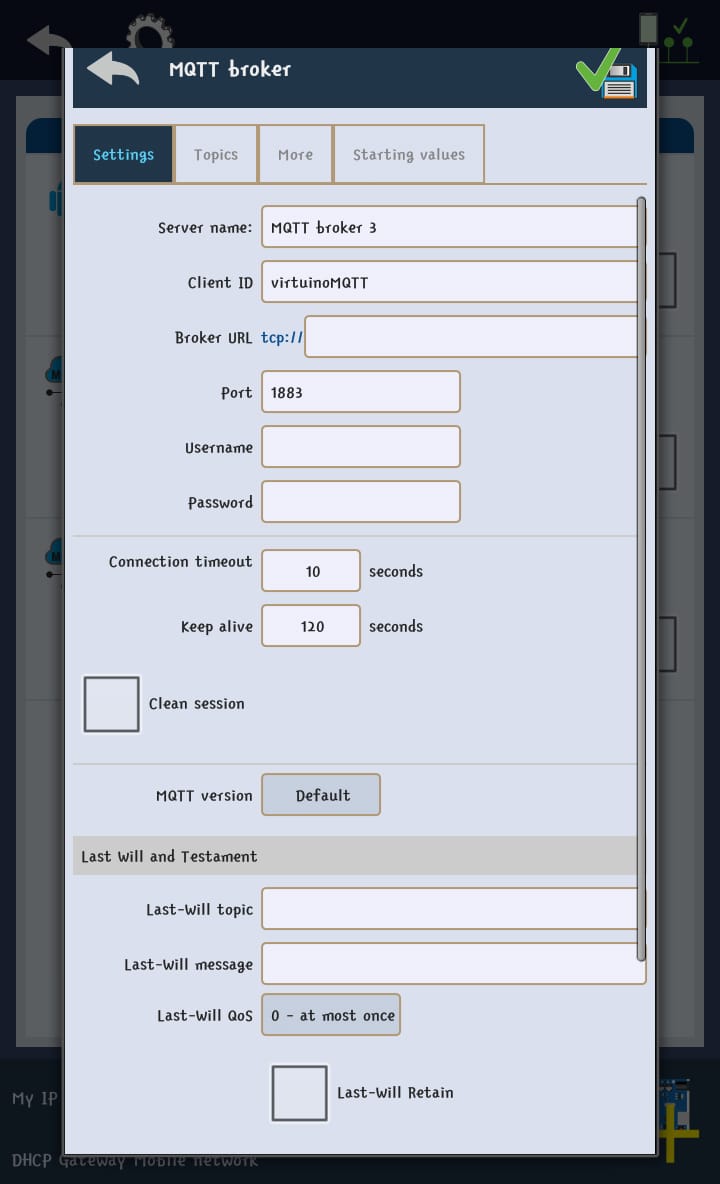 MQTT broker
Settings Topics More Starting values
Server name: MQTT broker 3
Client ID virtuinoMQTT
Broker URL tcp://
Port 1883
Username
Password
Connection timeout 10 seconds
Keep alive 120 seconds
Clean session
MQTT version Default
Last Will and Testament
Last-Will topic
Last-Will message
Last-Will QoS 0 - at most once
Last-Will Retain
My IP
DHCP Gateway Mobile network